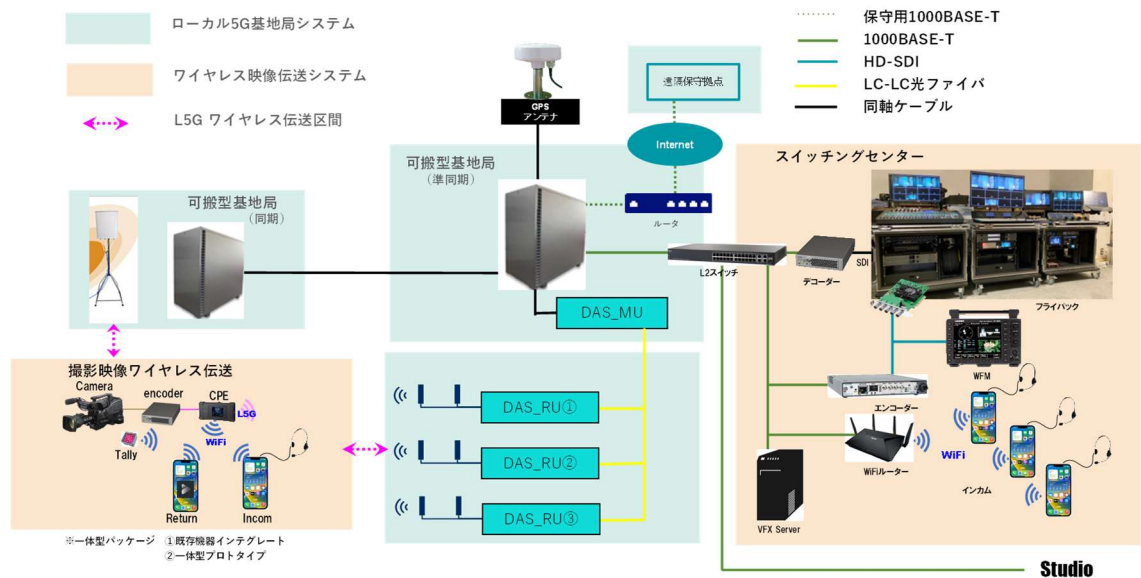 ローカル5G基地局システム
ワイヤレス映像伝送システム
L5G ワイヤレス伝送区間
保守用1000BASE-T
1000BASE-T
HD-SDI
LC-LC光ファイバ
同軸ケーブル
GPS
アンテナ
遠隔保守拠点
Internet
ルータ
可搬型基地局
（準同期）
可搬型基地局
（同期）
DAS_MU
DAS_RU①
DAS_RU②
DAS_RU③
スイッチングセンター
L2スイッチ
デコーダー
SDI
フライパック
WFM
エンコーダー
WiFiルーター
WiFi
インカム
VFX Server
Studio
撮影映像ワイヤレス伝送
Camera
encoder
CPE
L5G
WiFi
Tally
Return
Incom
※一体型パッケージ ①既存機器インテグレート
②一体型プロトタイプ